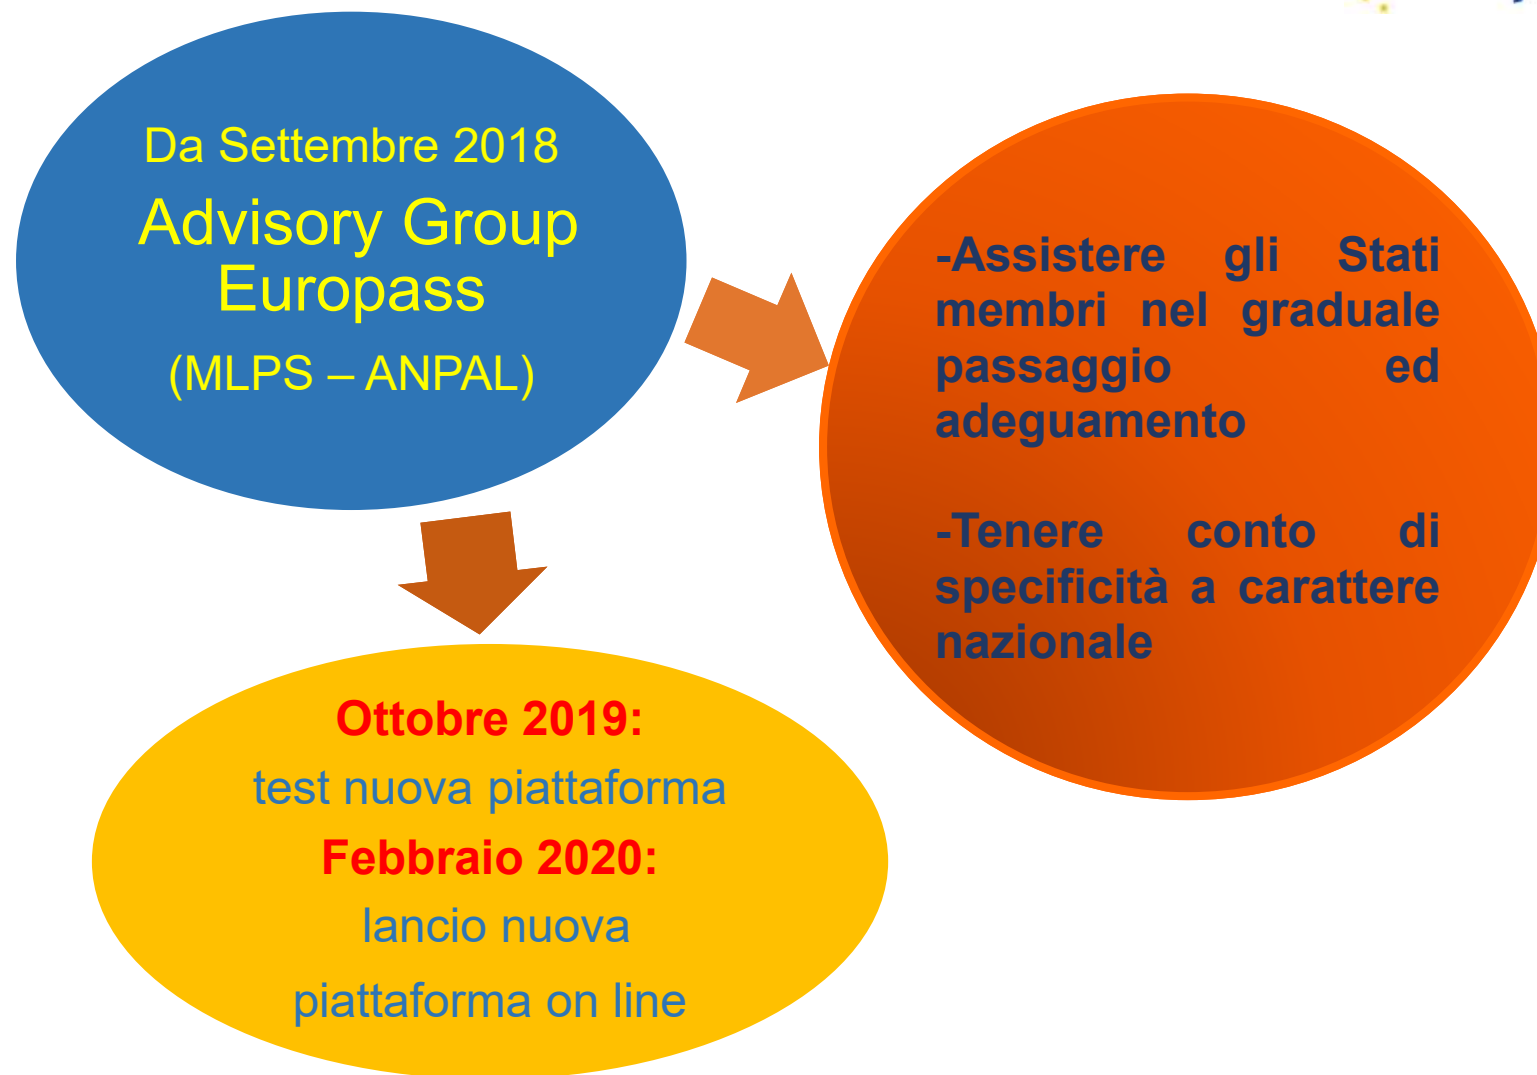 Da Settembre 2018
Advisory Group
Europass
(MLPS – ANPAL)
-Assistere gli Stati
membri nel graduale
passaggio ed
adeguamento
-Tenere conto di
specificità a carattere
nazionale
Ottobre 2019:
test nuova piattaforma
Febbraio 2020:
lancio nuova
piattaforma on line